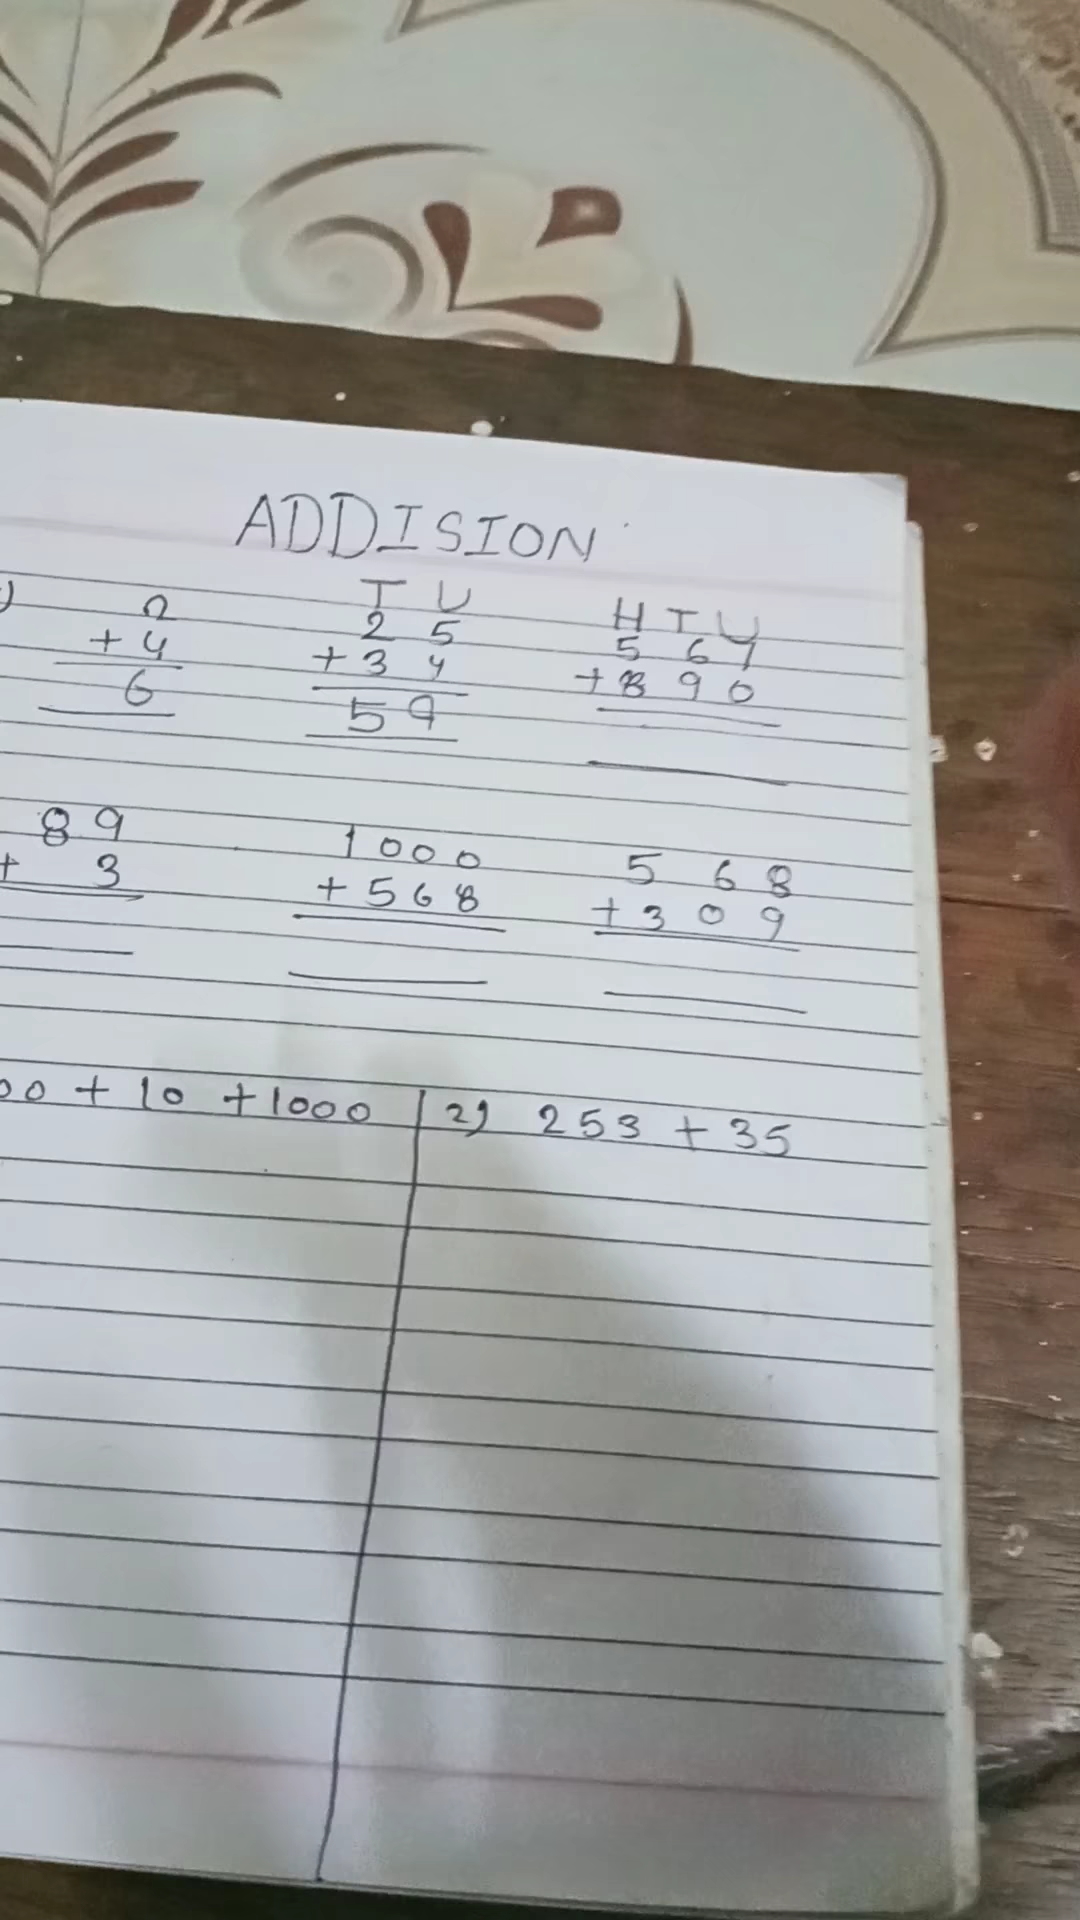 ADDISION
T U H T U
2 2 5 5 6 7
+ 4 + 3 4 + 8 9 0
6 5 9
8 9 1 0 0 0 5 6 8
+ 3 + 5 6 8 + 3 0 9
00 + 10 + 1000 2) 253 + 35